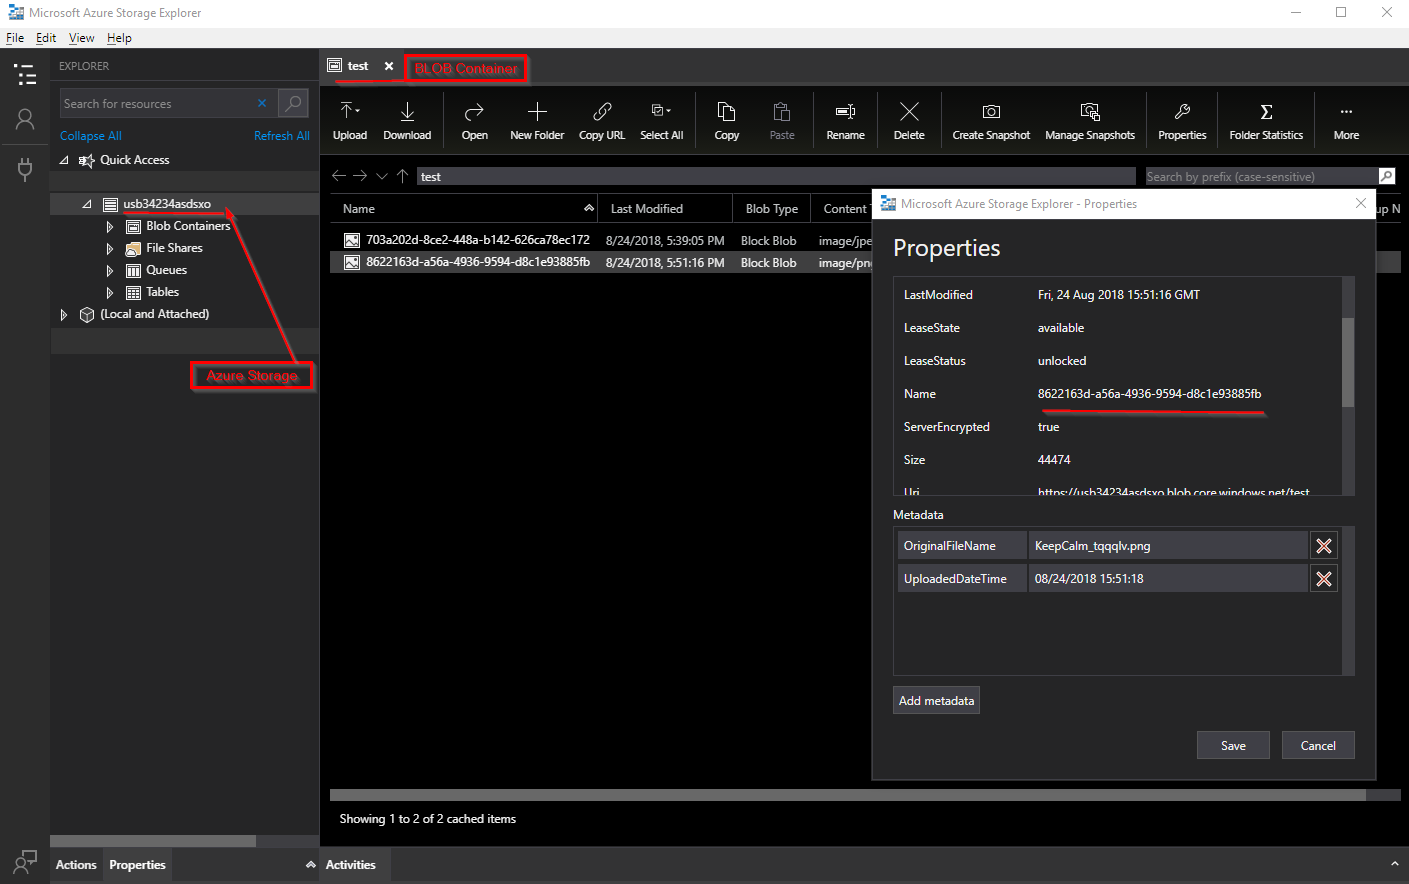 Microsoft Azure Storage Explorer
File Edit View Help
EXPLORER
Search for resources
Collapse All Refresh All
Quick Access
usb34234asdsxo
Blob Containers
File Shares
Queues
Tables
(Local and Attached)
Azure Storage
Actions Properties
test
BLOB Container
Upload Download Open New Folder Copy URL Select All Copy Paste Rename Delete Create Snapshot Manage Snapshots Properties Folder Statistics More
test
Search by prefix (case-sensitive)
Name Last Modified Blob Type Content up N
703a202d-8ce2-448a-b142-626ca78ec172 8/24/2018, 5:39:05 PM Block Blob image/jpe
8622163d-a56a-4936-9594-d8c1e93885fb 8/24/2018, 5:51:16 PM Block Blob image/pn
Microsoft Azure Storage Explorer - Properties
Properties
LastModified Fri, 24 Aug 2018 15:51:16 GMT
LeaseState available
LeaseStatus unlocked
Name 8622163d-a56a-4936-9594-d8c1e93885fb
ServerEncrypted true
Size 44474
Uri https://usb34234asdsxo.blob.core.windows.net/test
Metadata
OriginalFileName KeepCalm_tqqqlv.png
UploadedDateTime 08/24/2018 15:51:18
Add metadata
Save Cancel
Showing 1 to 2 of 2 cached items
Activities